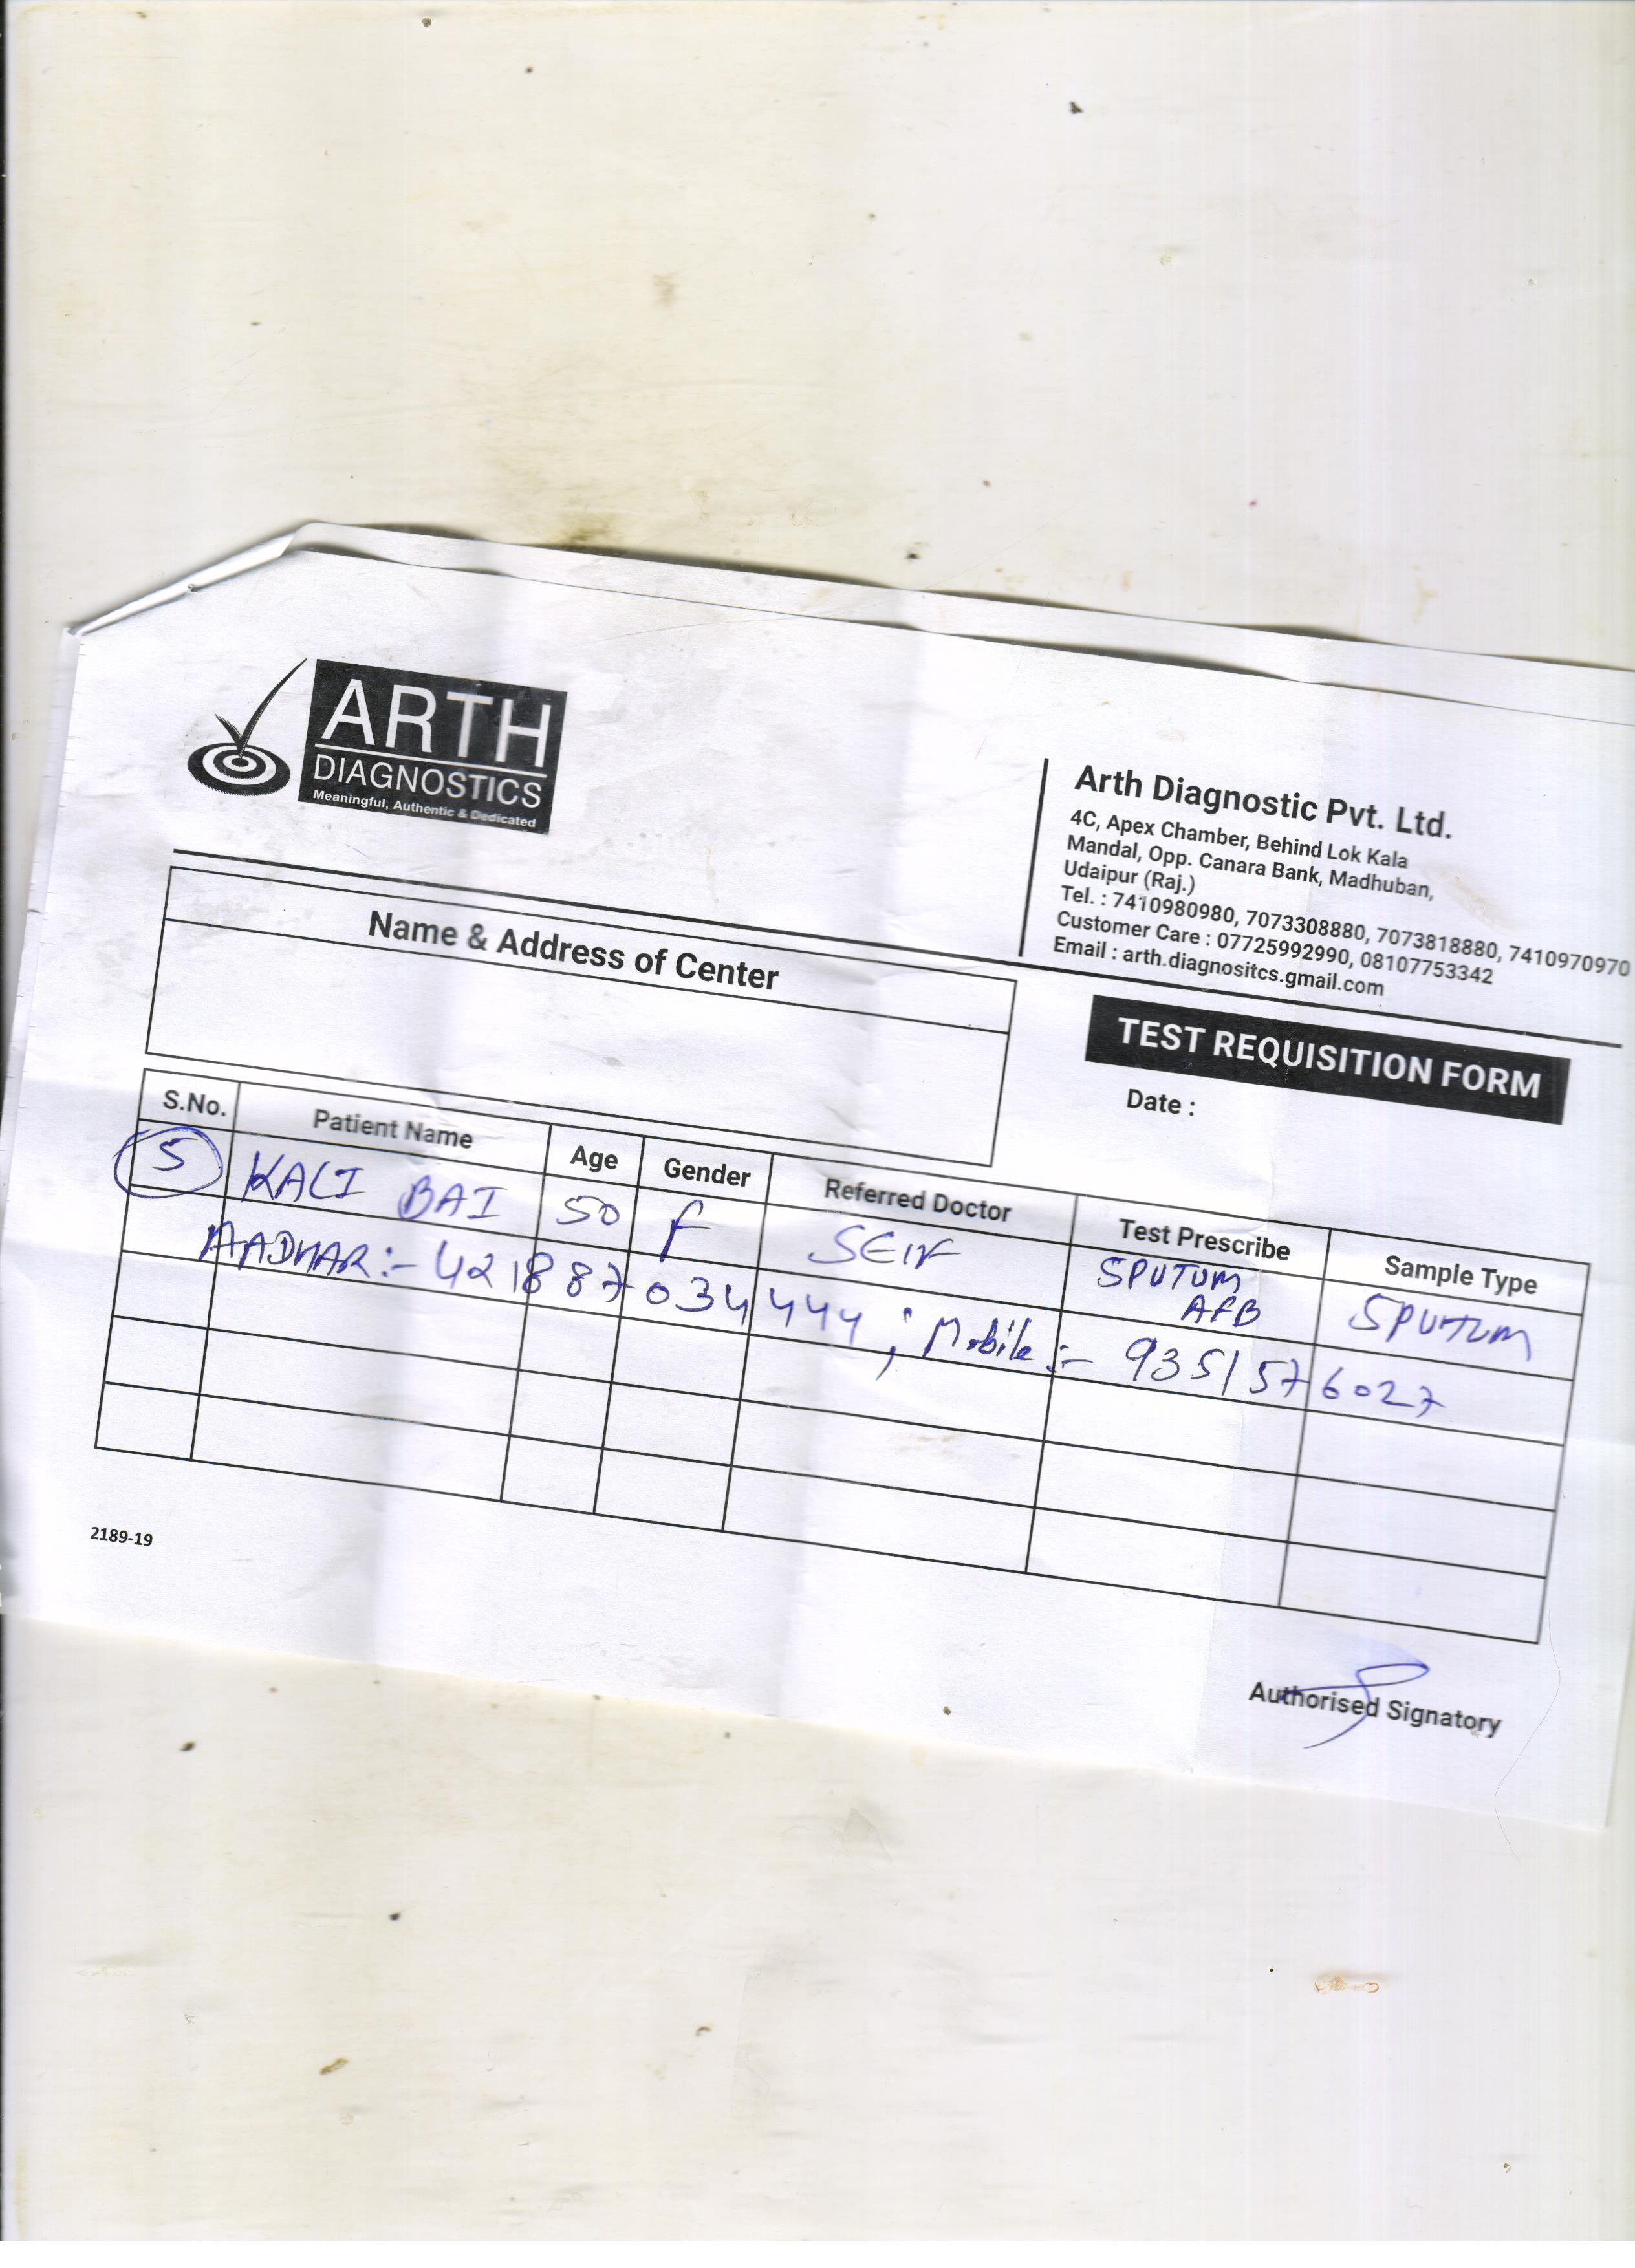 ARTH
DIAGNOSTICS
Meaningful, Authentic & Dedicated
Arth Diagnostic Pvt. Ltd.
4C, Apex Chamber, Behind Lok Kala
Mandal, Opp. Canara Bank, Madhuban,
Udaipur (Raj.)
Tel. : 7410980980, 7073308880, 7073818880, 7410970970
Customer Care : 07725992990, 08107753342
Email : arth.diagnositcs.gmail.com
Name & Address of Center
TEST REQUISITION FORM
Date :
S.No. Patient Name Age Gender Referred Doctor Test Prescribe Sample Type
5 KALI BAI 50 F SELF SPUTUM AFB SPUTUM
AADHAR :- 421887034444 ; Mobile :- 9351576027
2189-19
Authorised Signatory